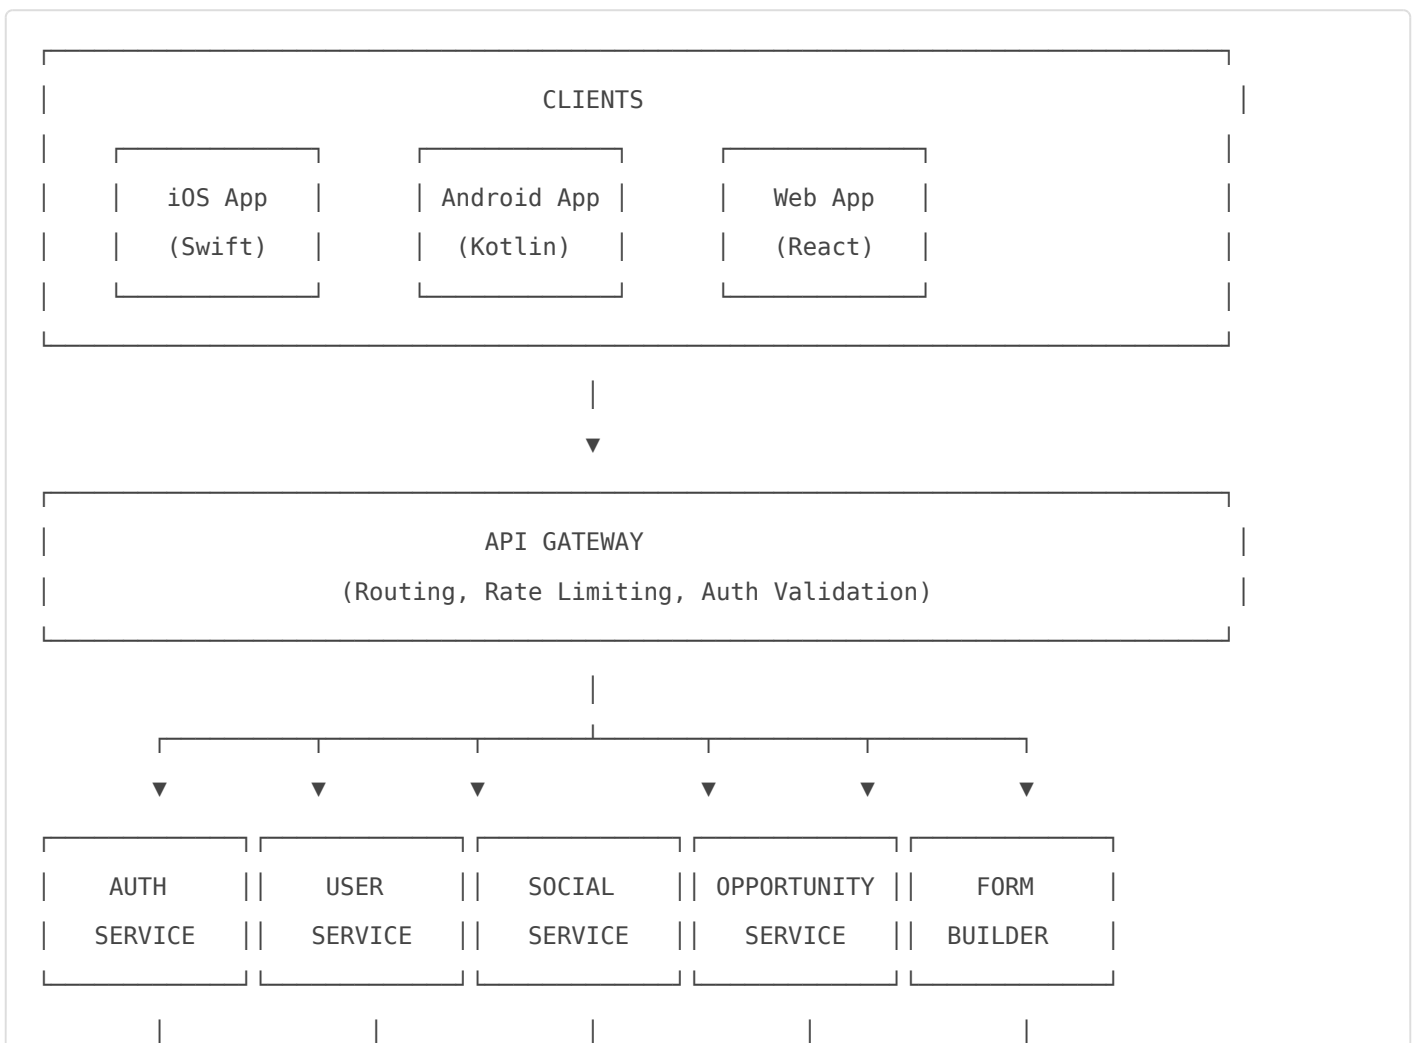 CLIENTS
iOS App Android App Web App
(Swift) (Kotlin) (React)
API GATEWAY
(Routing, Rate Limiting, Auth Validation)
AUTH USER SOCIAL OPPORTUNITY FORM
SERVICE SERVICE SERVICE SERVICE BUILDER